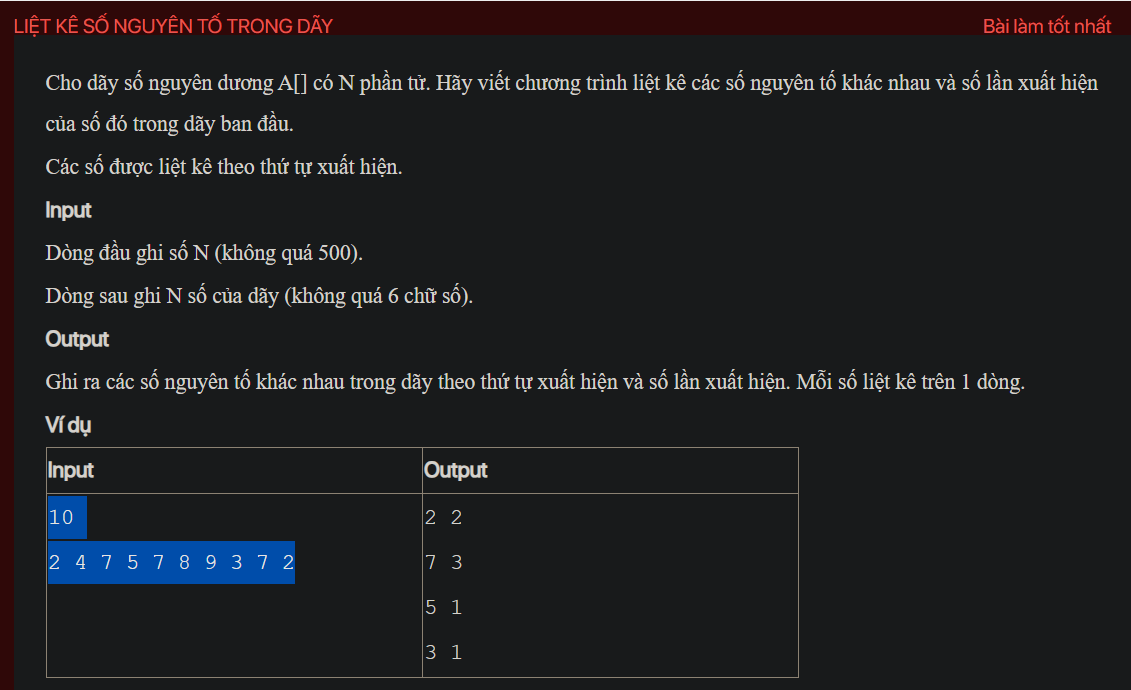 LIỆT KÊ SỐ NGUYÊN TỐ TRONG DÃY
Bài làm tốt nhất
Cho dãy số nguyên dương A[] có N phần tử. Hãy viết chương trình liệt kê các số nguyên tố khác nhau và số lần xuất hiện
của số đó trong dãy ban đầu.
Các số được liệt kê theo thứ tự xuất hiện.
Input
Dòng đầu ghi số N (không quá 500).
Dòng sau ghi N số của dãy (không quá 6 chữ số).
Output
Ghi ra các số nguyên tố khác nhau trong dãy theo thứ tự xuất hiện và số lần xuất hiện. Mỗi số liệt kê trên 1 dòng.
Ví dụ
Input
Output
10
2 4 7 5 7 8 9 3 7 2
2 2
7 3
5 1
3 1